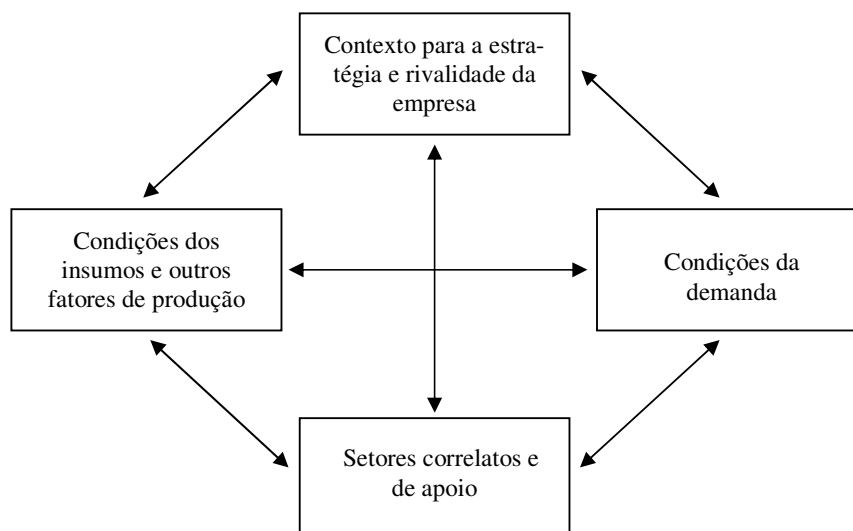 Contexto para a estra-
tégia e rivalidade da
empresa
Condições dos
insumos e outros
fatores de produção
Condições da
demanda
Setores correlatos e
de apoio